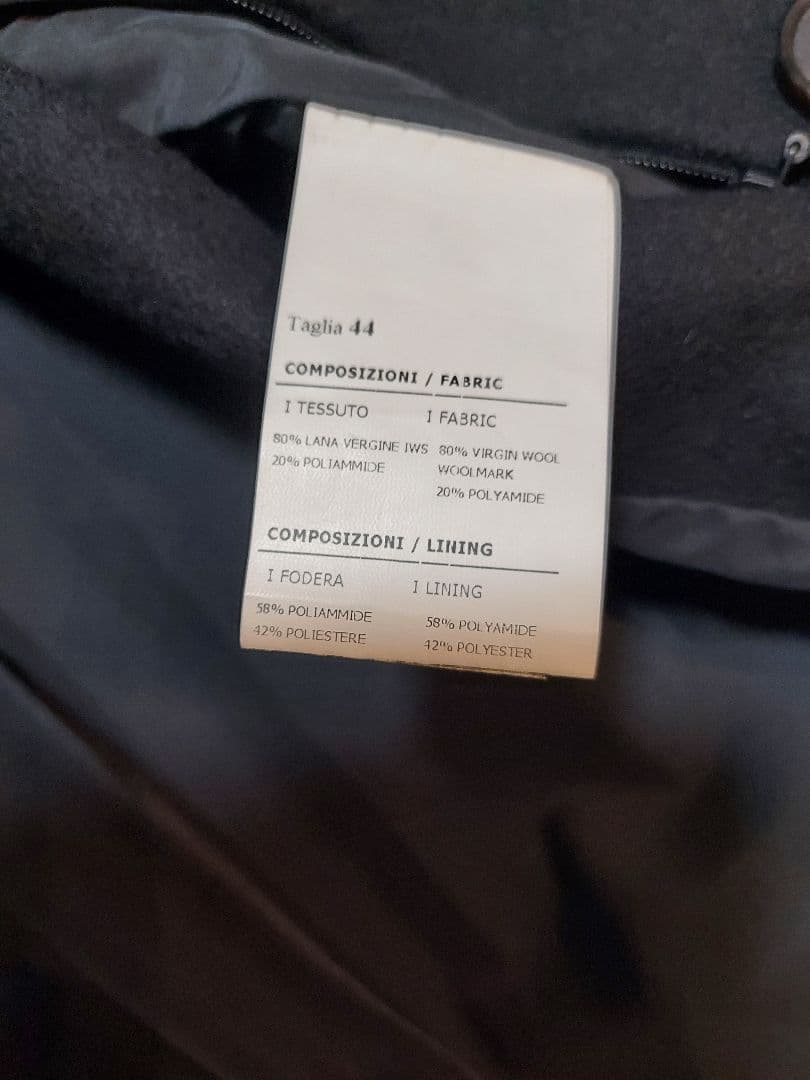 Taglia 44
COMPOSIZIONI / FABRIC
I TESSUTO I FABRIC
80% LANA VERGINE IWS 80% VIRGIN WOOL
20% POLIAMMIDE WOOLMARK
20% POLYAMIDE
COMPOSIZIONI / LINING
I FODERA I LINING
58% POLIAMMIDE 58% POLYAMIDE
42% POLIESTERE 42% POLYESTER